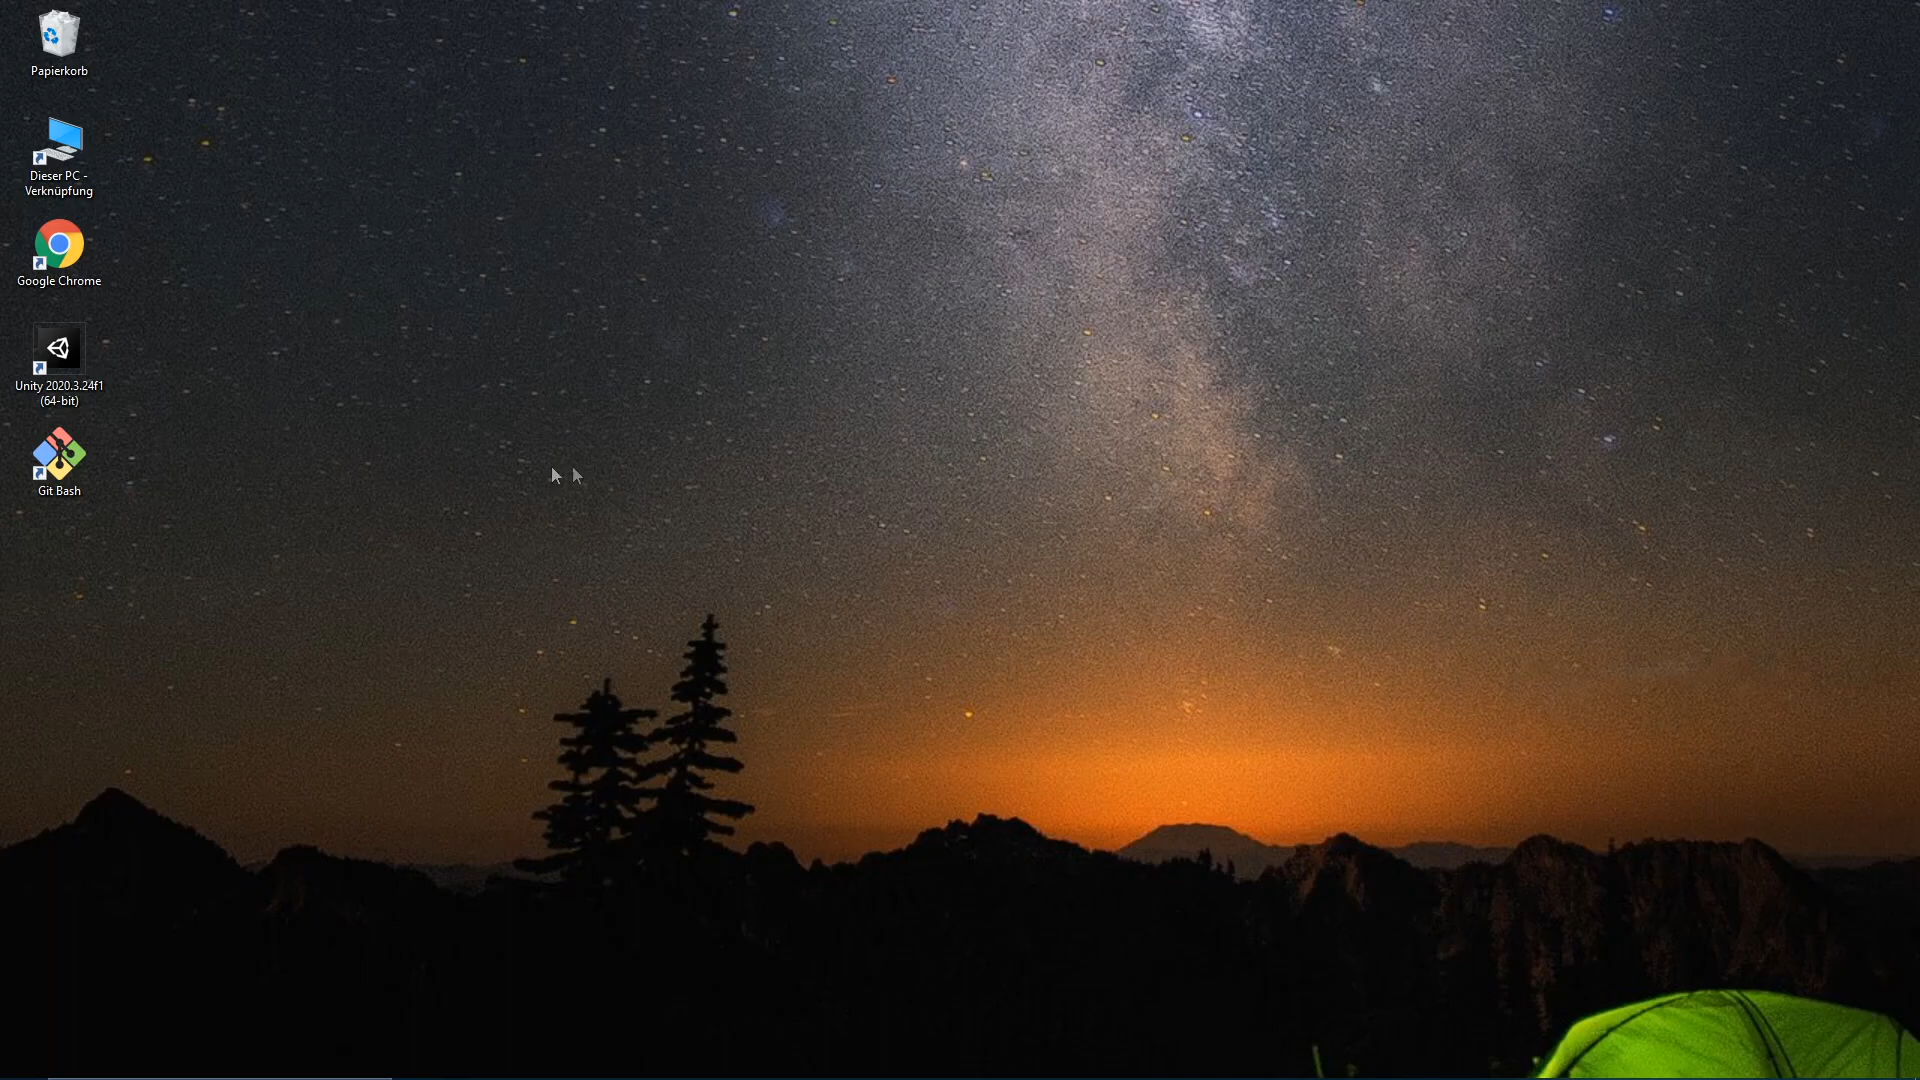 Papierkorb
Dieser PC -
Verknüpfung
Google Chrome
Unity 2020.3.24f1
(64-bit)
Git Bash